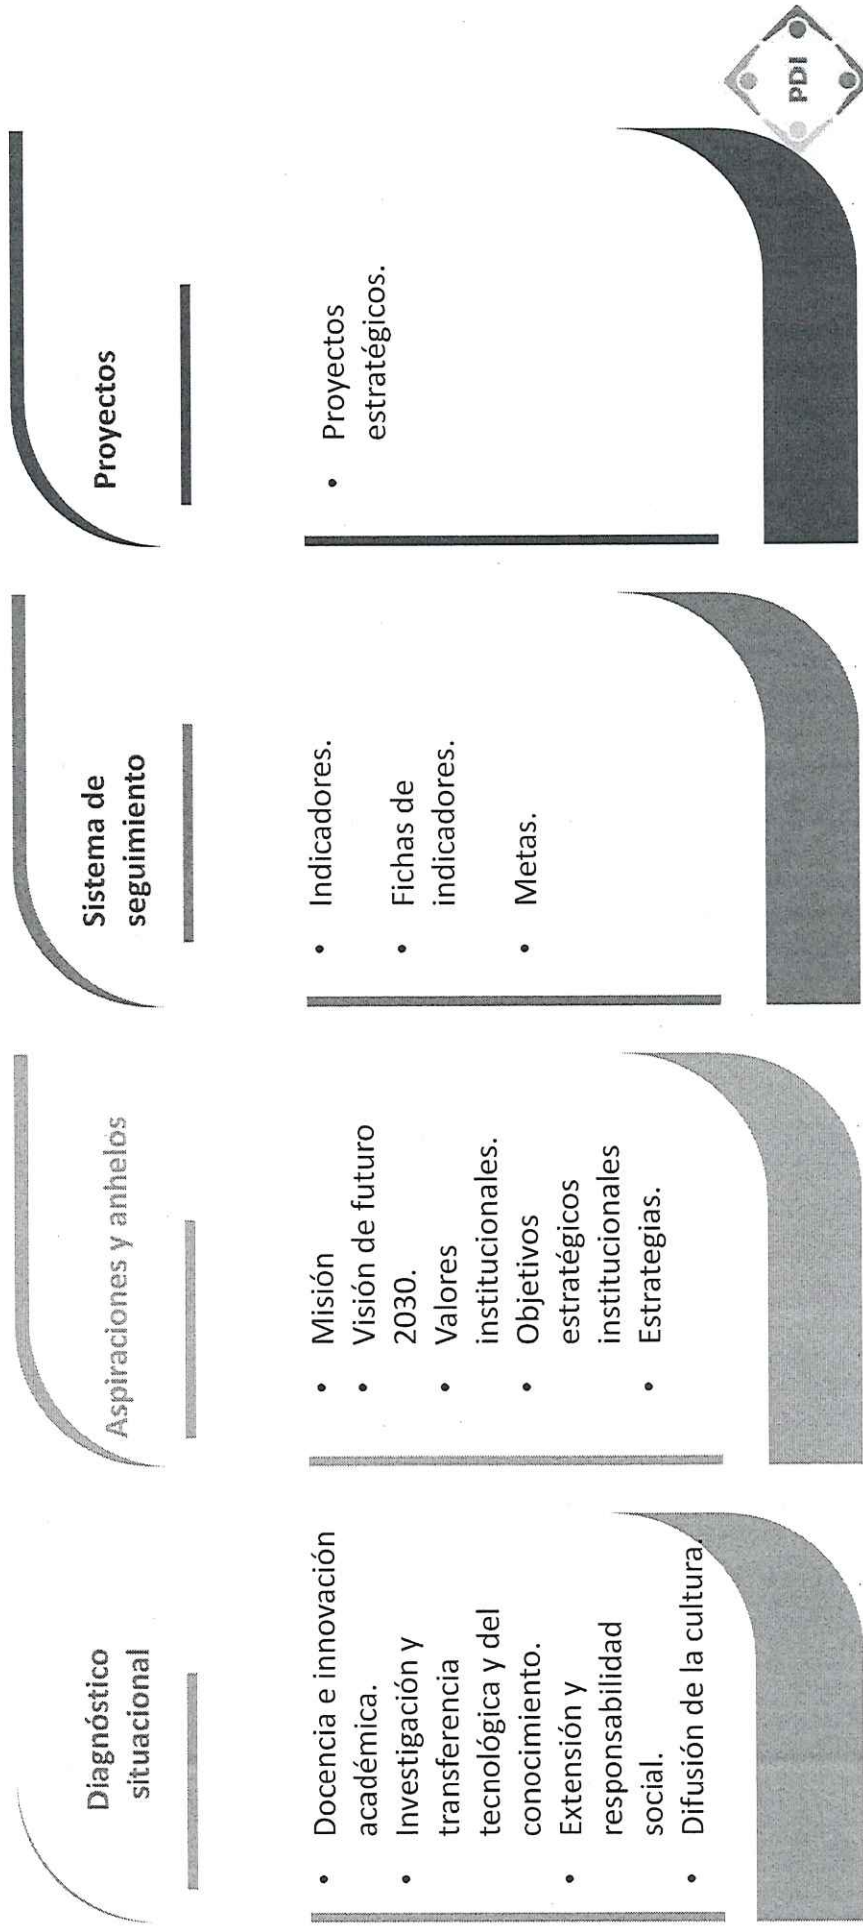 Diagnóstico
situacional
• Docencia e innovación
académica.
• Investigación y
transferencia
tecnológica y del
conocimiento.
• Extensión y
responsabilidad
social.
• Difusión de la cultura.
Aspiraciones y anhelos
• Misión
• Visión de futuro
2030.
• Valores
institucionales.
• Objetivos
estratégicos
institucionales
• Estrategias.
Sistema de
seguimiento
• Indicadores.
• Fichas de
indicadores.
• Metas.
Proyectos
• Proyectos
estratégicos.
PDI